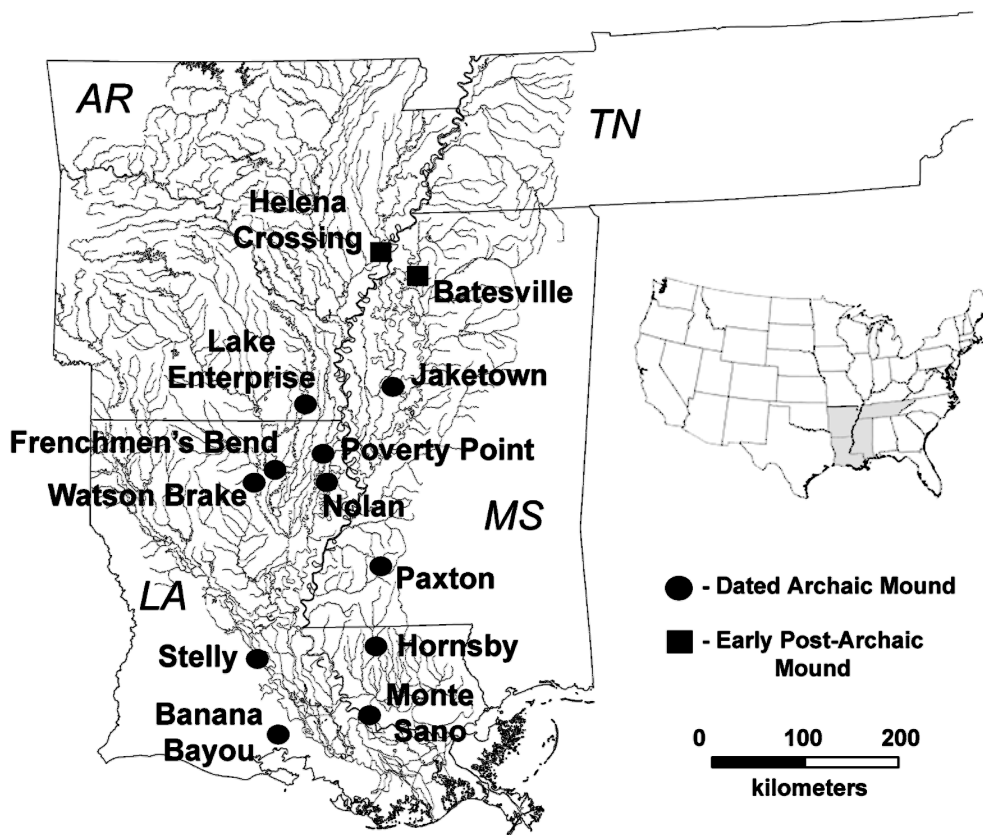 AR
TN
Helena
Crossing
Batesville
Lake
Enterprise
Jaketown
Frenchmen's Bend
Poverty Point
Watson Brake
Nolan
MS
Paxton
LA
Stelly
Hornsby
Monte
Sano
Banana
Bayou
- Dated Archaic Mound
- Early Post-Archaic
Mound
0 100 200
kilometers